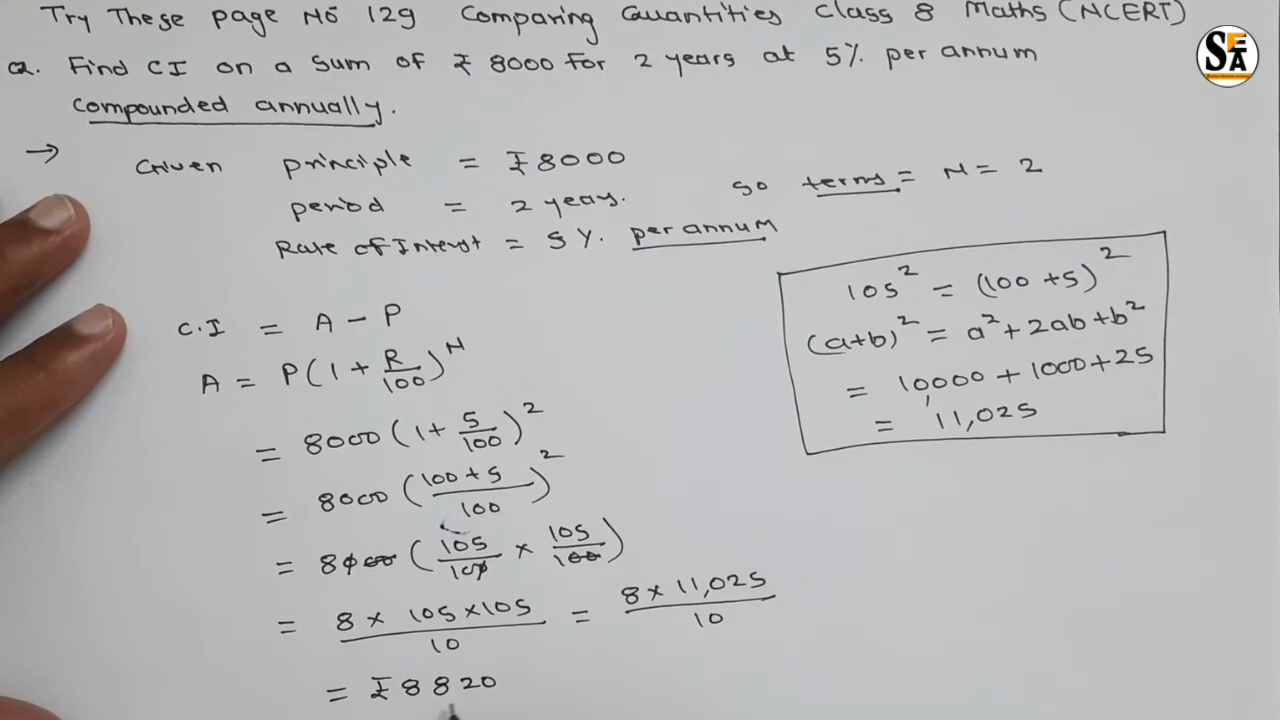 Try These page No 129 Comparing Quantities Class 8 Maths (NCERT)
Q. Find CI on a sum of ₹ 8000 for 2 years at 5% per annum
compounded annually.
→ Given principle = ₹8000
period = 2 years. so terms = N = 2
Rate of Interest = 5 %. per annum
105² = (100 + 5)²
(a+b)² = a² + 2ab + b²
= 10,000 + 1000 + 25
= 11,025
C.I = A − P
A = P(1 + R/100)^N
= 8000 (1 + 5/100)²
= 8000 ((100 + 5)/100)²
= 8000 (105/100 × 105/100)
= (8 × 105 × 105)/10 = (8 × 11,025)/10
= ₹8820
SEA